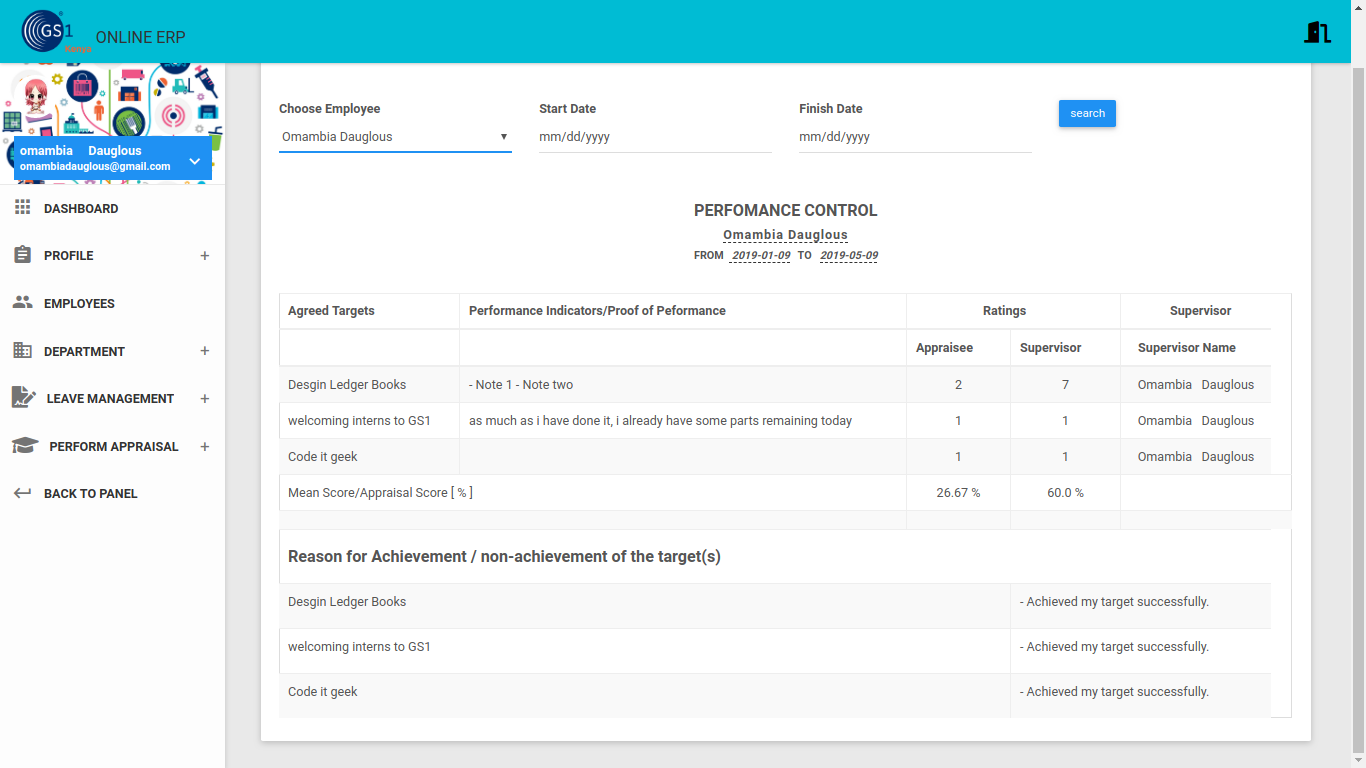 GS1
Kenya
ONLINE ERP
omambia Dauglous
omambiadauglous@gmail.com
DASHBOARD
PROFILE +
EMPLOYEES
DEPARTMENT +
LEAVE MANAGEMENT +
PERFORM APPRAISAL +
BACK TO PANEL
Choose Employee Start Date Finish Date
search
Omambia Dauglous mm/dd/yyyy mm/dd/yyyy
PERFOMANCE CONTROL
Omambia Dauglous
FROM 2019-01-09 TO 2019-05-09
Agreed Targets Performance Indicators/Proof of Peformance Ratings Supervisor
Appraisee Supervisor Supervisor Name
Desgin Ledger Books - Note 1 - Note two 2 7 Omambia Dauglous
welcoming interns to GS1 as much as i have done it, i already have some parts remaining today 1 1 Omambia Dauglous
Code it geek 1 1 Omambia Dauglous
Mean Score/Appraisal Score [ % ] 26.67 % 60.0 %
Reason for Achievement / non-achievement of the target(s)
Desgin Ledger Books - Achieved my target successfully.
welcoming interns to GS1 - Achieved my target successfully.
Code it geek - Achieved my target successfully.